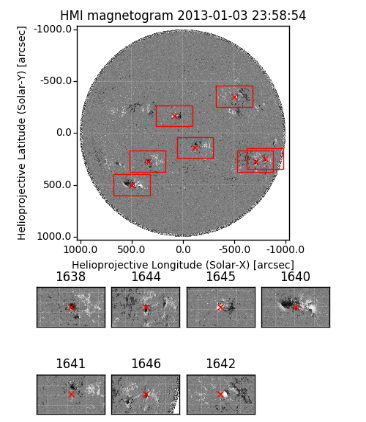 HMI magnetogram 2013-01-03 23:58:54
Helioprojective Latitude (Solar-Y) [arcsec]
-1000.0
-500.0
0.0
500.0
1000.0
1000.0 500.0 0.0 -500.0 -1000.0
Helioprojective Longitude (Solar-X) [arcsec]
1638 1644 1645 1640
1641 1646 1642